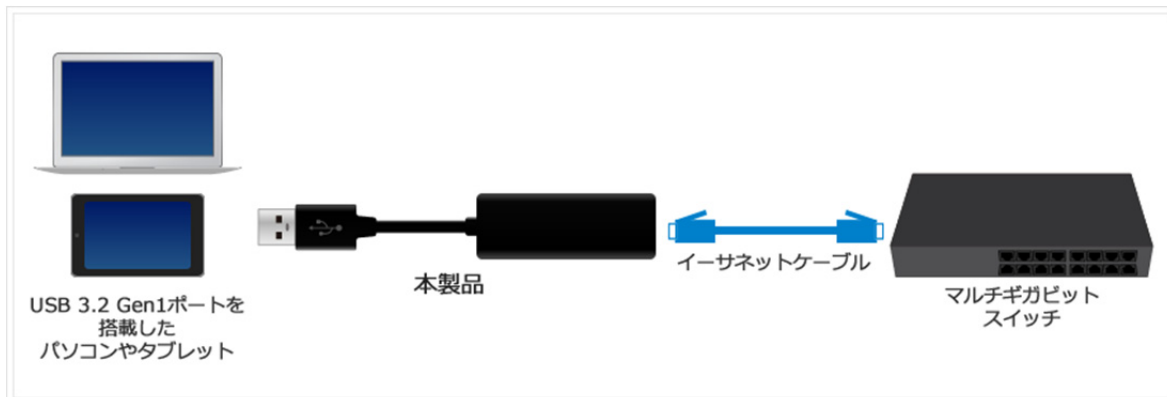 USB 3.2 Gen1ポートを
搭載した
パソコンやタブレット
本製品
イーサネットケーブル
マルチギガビット
スイッチ